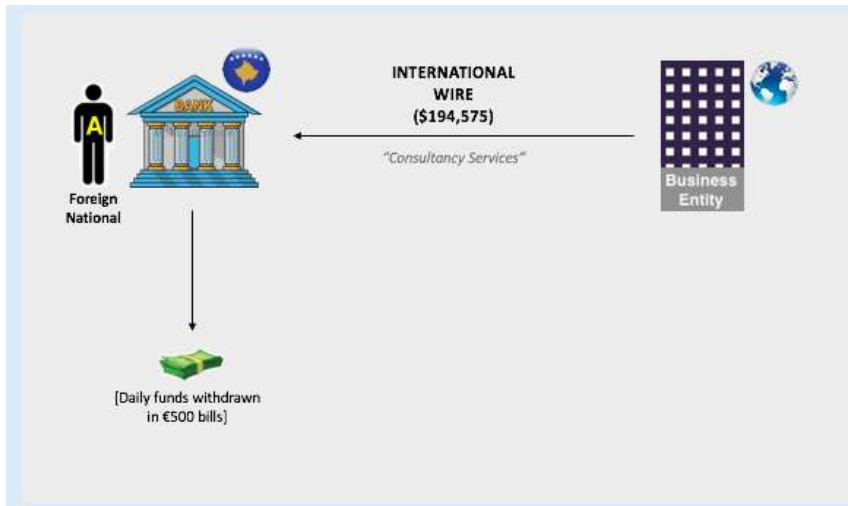 BANK
INTERNATIONAL
WIRE
($194,575)
"Consultancy Services"
A
Foreign
National
Business
Entity
[Daily funds withdrawn
in €500 bills]